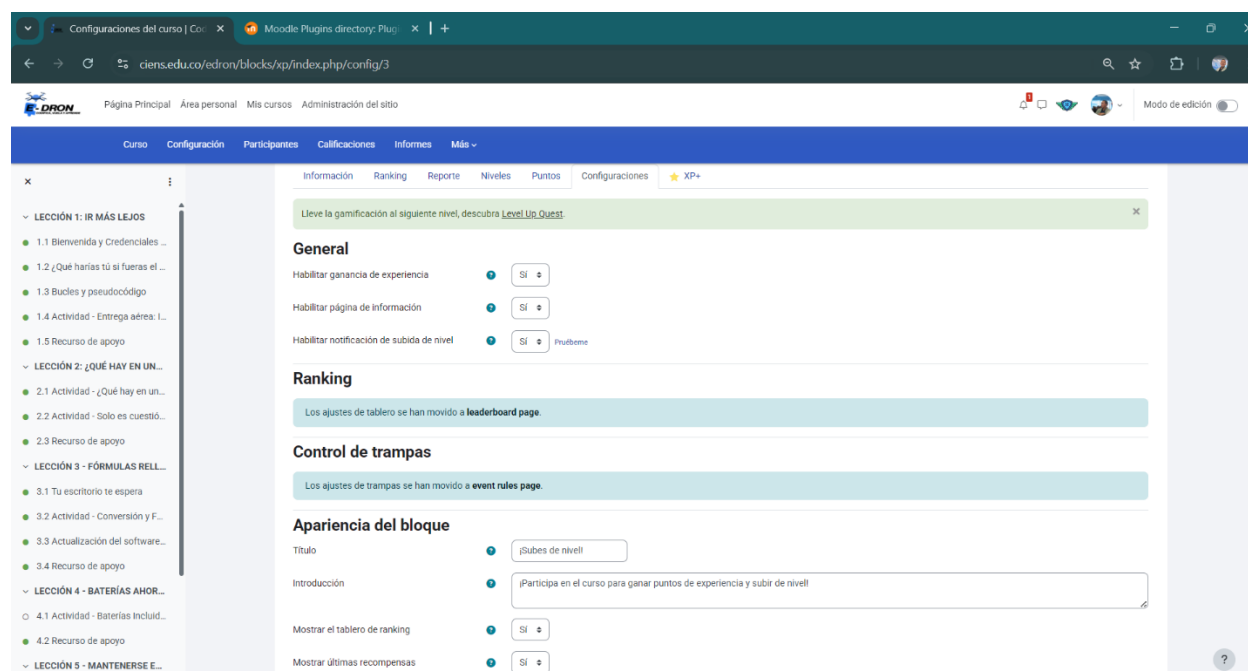 Configuraciones del curso | Co
Moodle Plugins directory: Plug
ciens.edu.co/edron/blocks/xp/index.php/config/3
E-DRON
Página Principal Área personal Mis cursos Administración del sitio
1
Modo de edición
Curso Configuración Participantes Calificaciones Informes Más
Información Ranking Reporte Niveles Puntos Configuraciones XP+
Lleve la gamificación al siguiente nivel, descubra Level Up Quest.
LECCIÓN 1: IR MÁS LEJOS
1.1 Bienvenida y Credenciales ...
1.2 ¿Qué harías tú si fueras el ...
1.3 Bucles y pseudocódigo
1.4 Actividad - Entrega aérea: I...
1.5 Recurso de apoyo
LECCIÓN 2: ¿QUÉ HAY EN UN...
2.1 Actividad - ¿Qué hay en un...
2.2 Actividad - Solo es cuestió...
2.3 Recurso de apoyo
LECCIÓN 3 - FÓRMULAS RELL...
3.1 Tu escritorio te espera
3.2 Actividad - Conversión y F...
3.3 Actualización del software...
3.4 Recurso de apoyo
LECCIÓN 4 - BATERÍAS AHOR...
4.1 Actividad - Baterías Incluid...
4.2 Recurso de apoyo
LECCIÓN 5 - MANTENERSE E...
General
Habilitar ganancia de experiencia ? Sí
Habilitar página de información ? Sí
Habilitar notificación de subida de nivel ? Sí Pruébeme
Ranking
Los ajustes de tablero se han movido a leaderboard page.
Control de trampas
Los ajustes de trampas se han movido a event rules page.
Apariencia del bloque
Título ? ¡Subes de nivel!
Introducción ? ¡Participa en el curso para ganar puntos de experiencia y subir de nivel!
Mostrar el tablero de ranking ? Sí
Mostrar últimas recompensas ? Sí
?